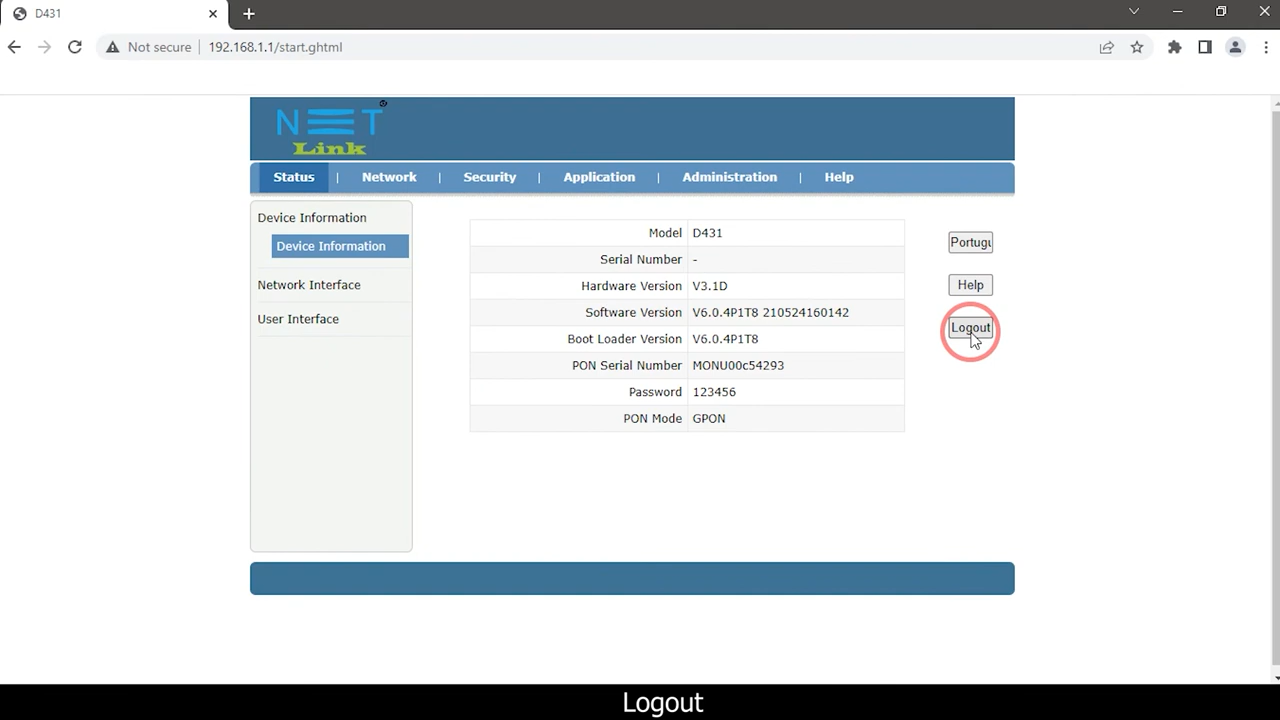 D431
Not secure 192.168.1.1/start.ghtml
NET
Link
Status | Network | Security | Application | Administration | Help
Device Information
Device Information
Network Interface
User Interface
Model D431
Serial Number -
Hardware Version V3.1D
Software Version V6.0.4P1T8 210524160142
Boot Loader Version V6.0.4P1T8
PON Serial Number MONU00c54293
Password 123456
PON Mode GPON
Portugu
Help
Logout
Logout